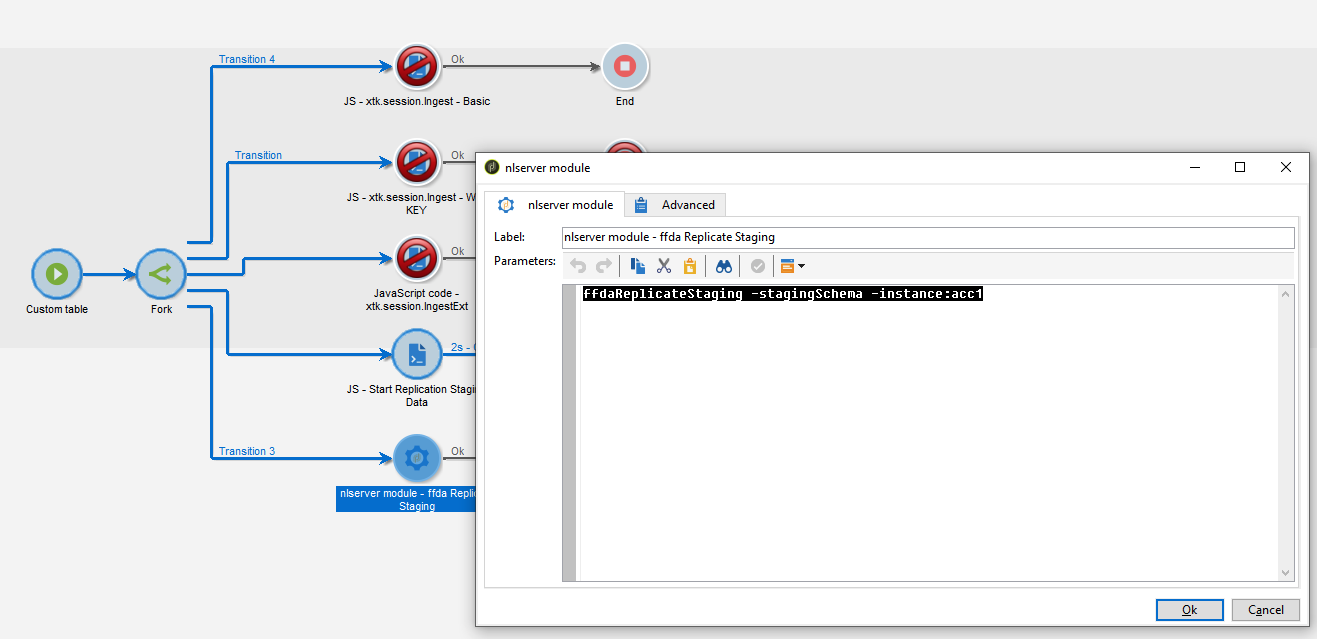 Transition 4
Ok
JS - xtk.session.Ingest - Basic
End
Transition
Ok
JS - xtk.session.Ingest - W
KEY
Ok
JavaScript code -
xtk.session.IngestExt
Custom table
Fork
2s -
JS - Start Replication Stagi
Data
Transition 3
Ok
nlserver module - ffda Repli
Staging
nlserver module
nlserver module
Advanced
Label:
nlserver module - ffda Replicate Staging
Parameters:
ffdaReplicateStaging -stagingSchema -instance:acc1
Ok
Cancel